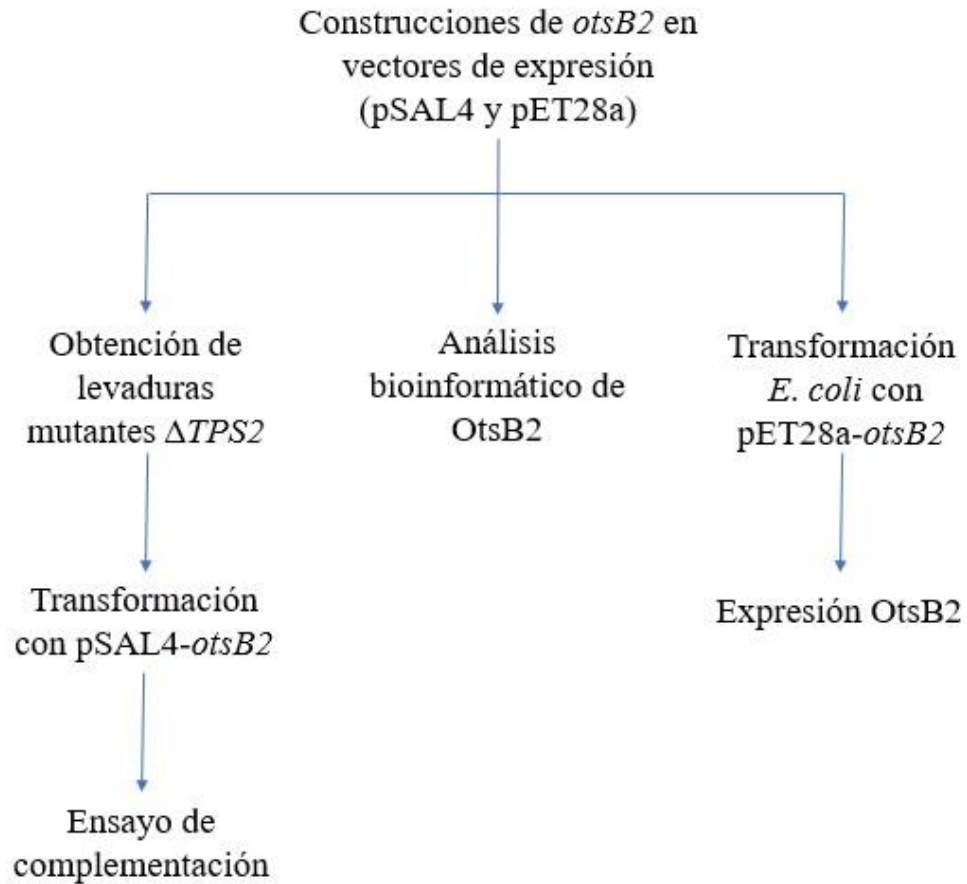 Construcciones de otsB2 en
vectores de expresión
(pSAL4 y pET28a)
Obtención de
levaduras
mutantes ΔTPS2
Análisis
bioinformático de
OtsB2
Transformación
E. coli con
pET28a-otsB2
Transformación
con pSAL4-otsB2
Expresión OtsB2
Ensayo de
complementación